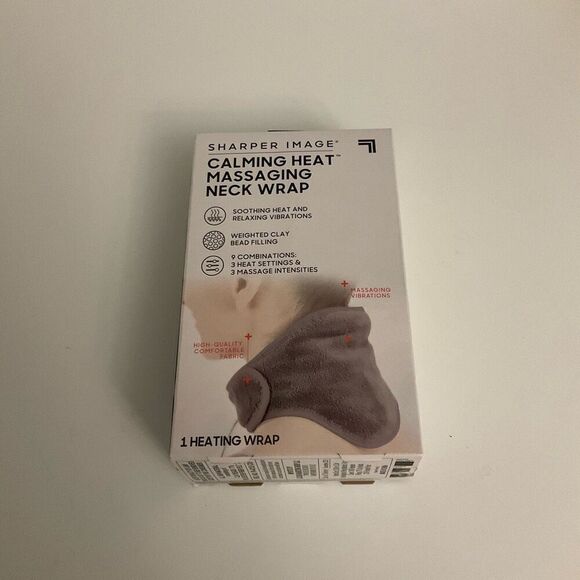 SHARPER IMAGE®
CALMING HEAT™
MASSAGING
NECK WRAP
SOOTHING HEAT AND
RELAXING VIBRATIONS
WEIGHTED CLAY
BEAD FILLING
9 COMBINATIONS:
3 HEAT SETTINGS &
3 MASSAGE INTENSITIES
MASSAGING
VIBRATIONS
HIGH-QUALITY
COMFORTABLE
FABRIC
1 HEATING WRAP